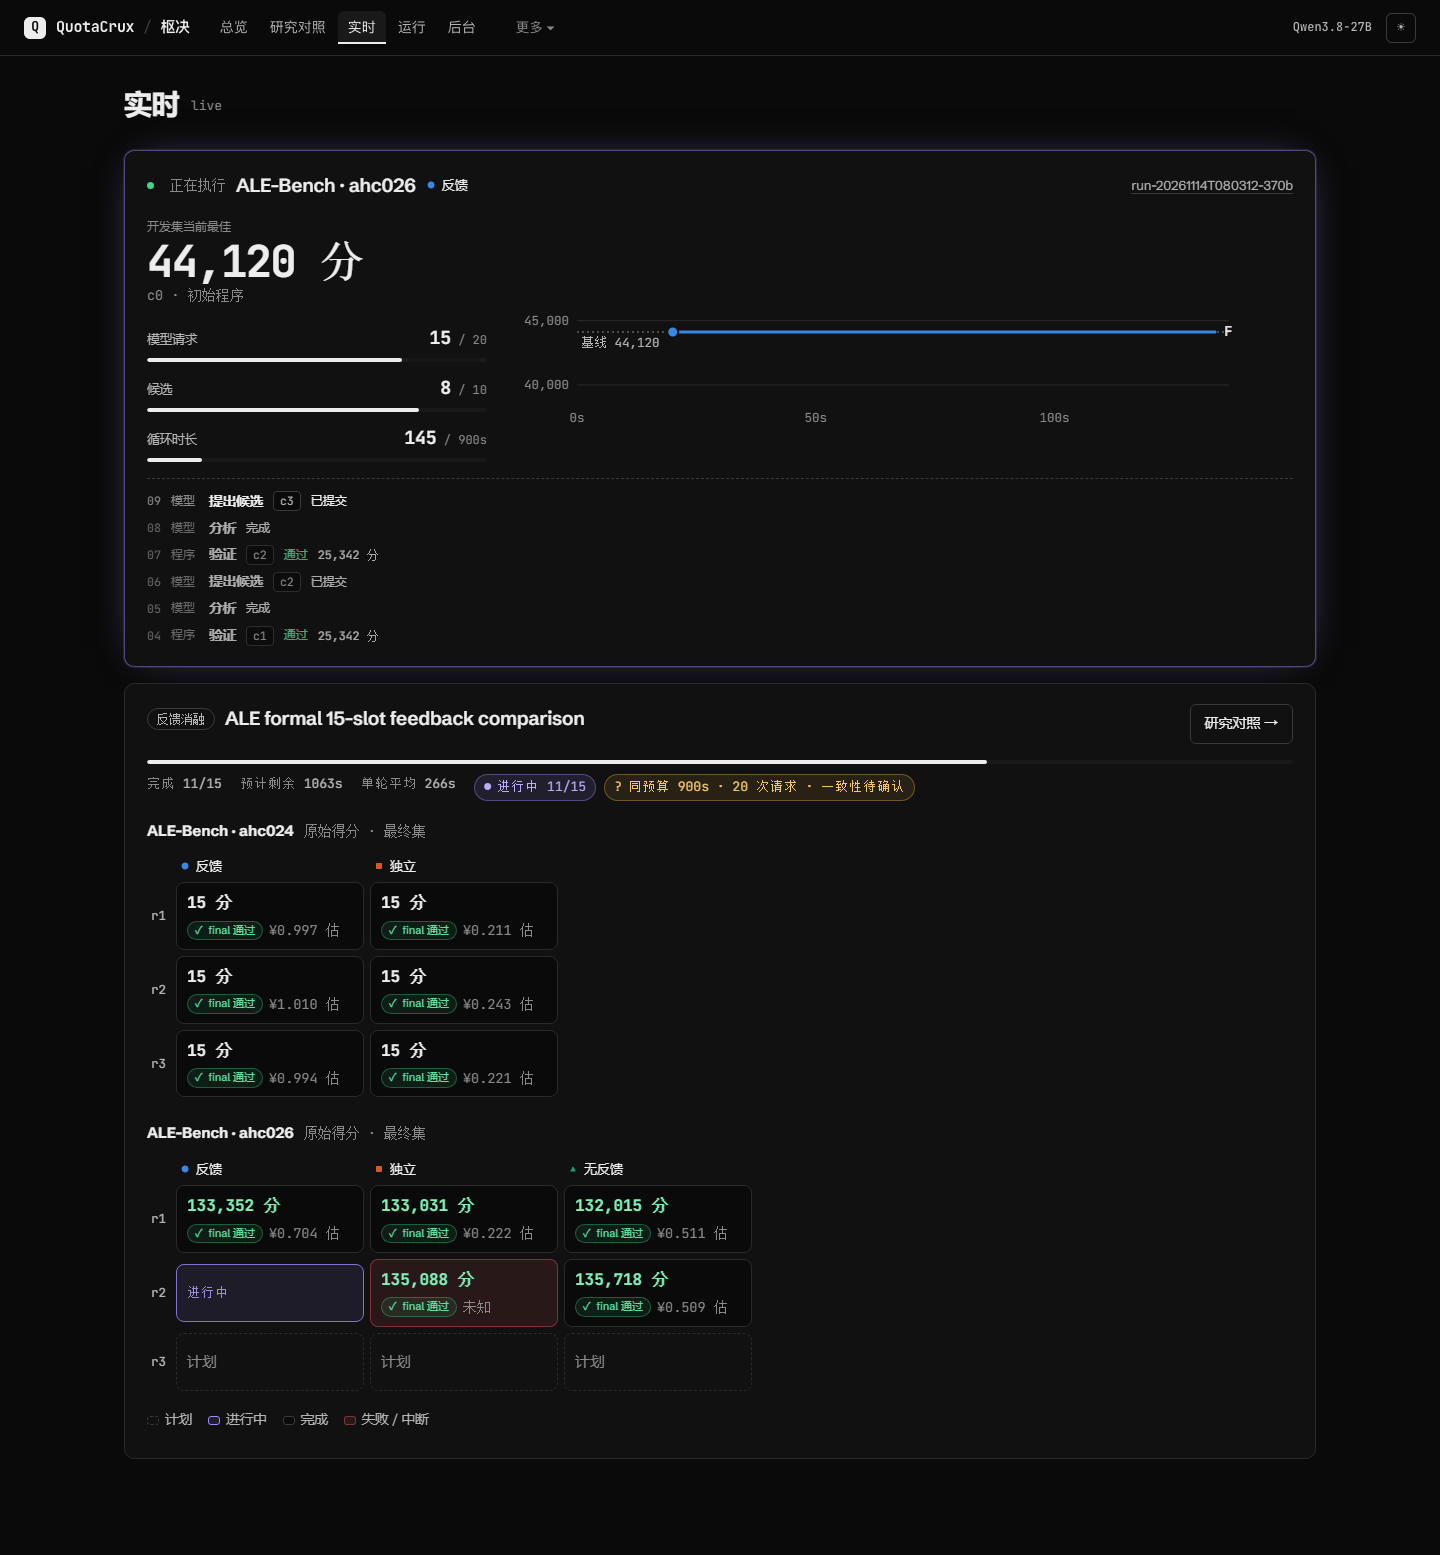 Q QuotaCrux / 枢决 总览 研究对照 实时 运行 后台 更多 Qwen3.8-27B
实时 live
正在执行 ALE-Bench · ahc026 反馈 run-20261114T080312-370b
开发集当前最佳
44,120 分
c0 · 初始程序
模型请求 15 / 20
候选 8 / 10
循环时长 145 / 900s
45,000
基线 44,120
F
40,000
0s 50s 100s
09 模型 提出候选 c3 已提交
08 模型 分析 完成
07 程序 验证 c2 通过 25,342 分
06 模型 提出候选 c2 已提交
05 模型 分析 完成
04 程序 验证 c1 通过 25,342 分
反馈消融 ALE formal 15-slot feedback comparison 研究对照 →
完成 11/15 预计剩余 1063s 单轮平均 266s 进行中 11/15 ? 同预算 900s · 20 次请求 · 一致性待确认
ALE-Bench · ahc024 原始得分 · 最终集
反馈 独立
r1 15 分 ✓ final 通过 ¥0.997 估 15 分 ✓ final 通过 ¥0.211 估
r2 15 分 ✓ final 通过 ¥1.010 估 15 分 ✓ final 通过 ¥0.243 估
r3 15 分 ✓ final 通过 ¥0.994 估 15 分 ✓ final 通过 ¥0.221 估
ALE-Bench · ahc026 原始得分 · 最终集
反馈 独立 无反馈
r1 133,352 分 ✓ final 通过 ¥0.704 估 133,031 分 ✓ final 通过 ¥0.222 估 132,015 分 ✓ final 通过 ¥0.511 估
r2 进行中 135,088 分 ✓ final 通过 未知 135,718 分 ✓ final 通过 ¥0.509 估
r3 计划 计划 计划
计划 进行中 完成 失败 / 中断